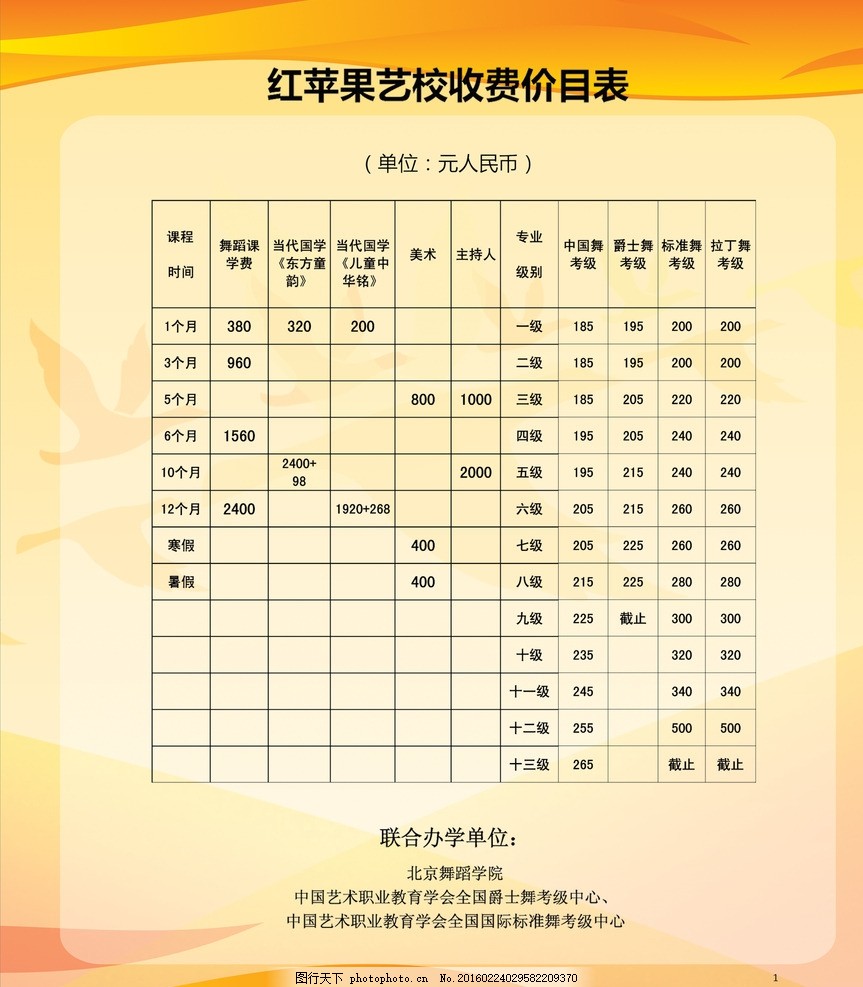 红苹果艺校收费价目表
（单位：元人民币）
课程 时间 舞蹈课学费 当代国学《东方童韵》 当代国学《儿童中华铭》 美术 主持人 专业 级别 中国舞考级 爵士舞考级 标准舞考级 拉丁舞考级
1个月 380 320 200 一级 185 195 200 200
3个月 960 二级 185 195 200 200
5个月 800 1000 三级 185 205 220 220
6个月 1560 四级 195 205 240 240
10个月 2400+98 2000 五级 195 215 240 240
12个月 2400 1920+268 六级 205 215 260 260
寒假 400 七级 205 225 260 260
暑假 400 八级 215 225 280 280
九级 225 截止 300 300
十级 235 320 320
十一级 245 340 340
十二级 255 500 500
十三级 265 截止 截止
联合办学单位：
北京舞蹈学院
中国艺术职业教育学会全国爵士舞考级中心、
中国艺术职业教育学会全国国际标准舞考级中心
图行天下 photophoto.cn No.20160224029582209370
1